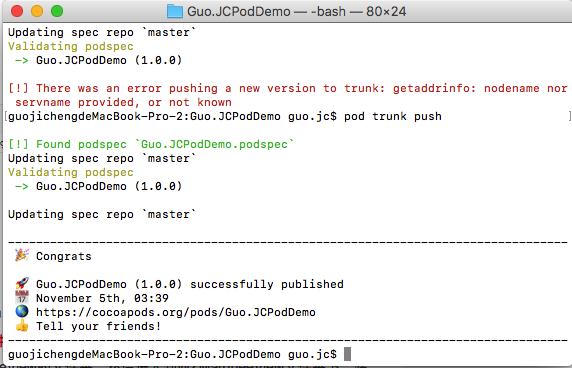 Guo.JCPodDemo — -bash — 80×24
Updating spec repo `master`
Validating podspec
-> Guo.JCPodDemo (1.0.0)
[!] There was an error pushing a new version to trunk: getaddrinfo: nodename nor
servname provided, or not known
[guojichengdeMacBook-Pro-2:Guo.JCPodDemo guo.jc$ pod trunk push ]
[!] Found podspec `Guo.JCPodDemo.podspec`
Updating spec repo `master`
Validating podspec
-> Guo.JCPodDemo (1.0.0)
Updating spec repo `master`
--------------------------------------------------------------------------------
🎉 Congrats
🚀 Guo.JCPodDemo (1.0.0) successfully published
📅 November 5th, 03:39
🌎 https://cocoapods.org/pods/Guo.JCPodDemo
👍 Tell your friends!
--------------------------------------------------------------------------------
guojichengdeMacBook-Pro-2:Guo.JCPodDemo guo.jc$